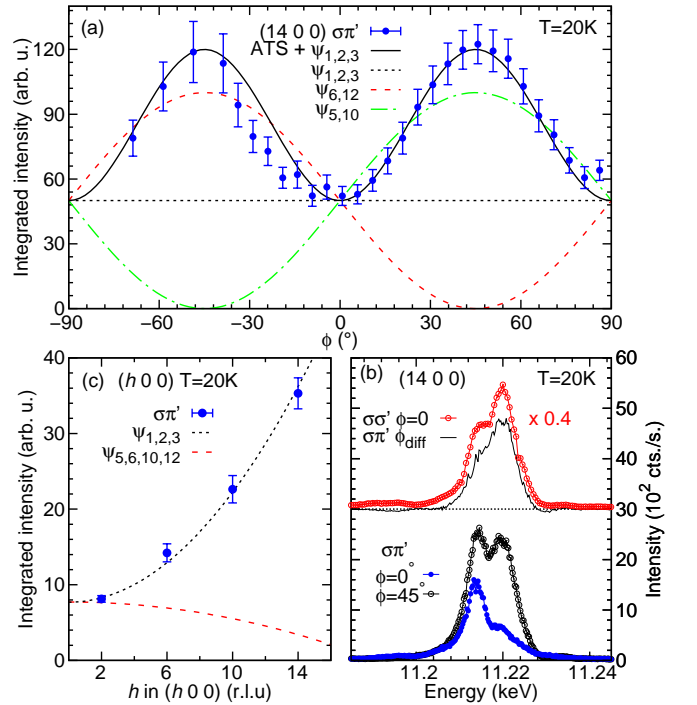 (a)
(14 0 0) σπ'
T=20K
ATS + ψ1,2,3
ψ1,2,3
ψ6,12
ψ5,10
Integrated intensity (arb. u.)
120
90
60
30
0
−90 −60 −30 0 30 60 90
ϕ (°)
(c) (h 0 0) T=20K
σπ'
ψ1,2,3
ψ5,6,10,12
Integrated intensity (arb. u.)
40
30
20
10
0
2 6 10 14
h in (h 0 0) (r.l.u)
(b)
(14 0 0) T=20K
σσ' ϕ=0
x 0.4
σπ' ϕdiff
σπ'
ϕ=0°
ϕ=45°
60
50
40
30
20
10
0
Intensity (10² cts./s.)
11.2 11.22 11.24
Energy (keV)